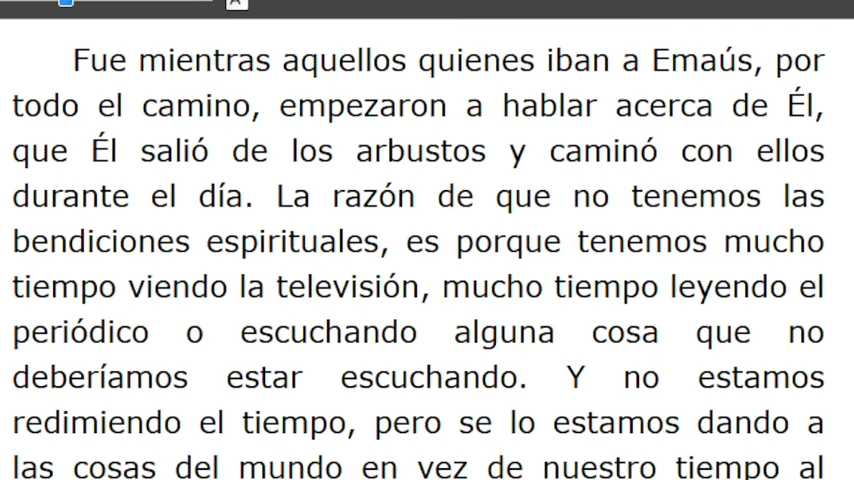 Fue mientras aquellos quienes iban a Emaús, por
todo el camino, empezaron a hablar acerca de Él,
que Él salió de los arbustos y caminó con ellos
durante el día. La razón de que no tenemos las
bendiciones espirituales, es porque tenemos mucho
tiempo viendo la televisión, mucho tiempo leyendo el
periódico o escuchando alguna cosa que no
deberíamos estar escuchando. Y no estamos
redimiendo el tiempo, pero se lo estamos dando a
las cosas del mundo en vez de nuestro tiempo al